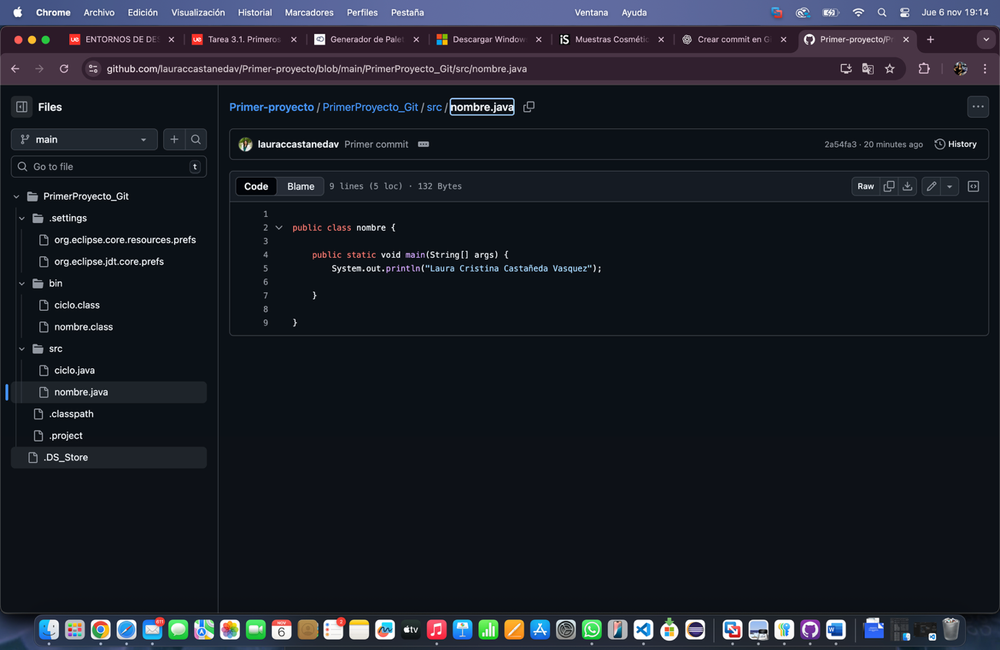 Chrome Archivo Edición Visualización Historial Marcadores Perfiles Pestaña Ventana Ayuda Jue 6 nov 19:14
ENTORNOS DE DES Tarea 3.1. Primeros Generador de Palet Descargar Window iS Muestras Cosmétic Crear commit en Gi Primer-proyecto/Pr
github.com/lauraccastanedav/Primer-proyecto/blob/main/PrimerProyecto_Git/src/nombre.java
Files
main
Go to file t
PrimerProyecto_Git
.settings
org.eclipse.core.resources.prefs
org.eclipse.jdt.core.prefs
bin
ciclo.class
nombre.class
src
ciclo.java
nombre.java
.classpath
.project
.DS_Store
Primer-proyecto / PrimerProyecto_Git / src / nombre.java
lauraccastanedav Primer commit 2a54fa3 · 20 minutes ago History
Code Blame 9 lines (5 loc) · 132 Bytes Raw
1
2 public class nombre {
3
4 public static void main(String[] args) {
5 System.out.println("Laura Cristina Castañeda Vasquez");
6
7 }
8
9 }
611 NOV 6 2 tv W